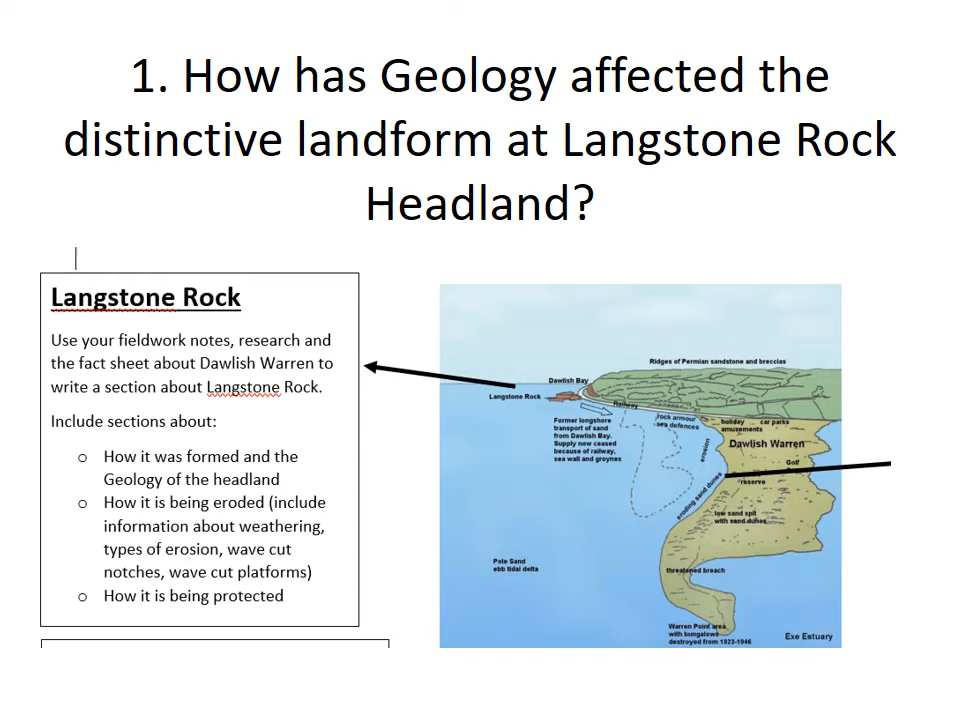 1. How has Geology affected the
distinctive landform at Langstone Rock
Headland?
Langstone Rock
Use your fieldwork notes, research and
the fact sheet about Dawlish Warren to
write a section about Langstone Rock.
Include sections about:
o How it was formed and the
Geology of the headland
o How it is being eroded (include
information about weathering,
types of erosion, wave cut
notches, wave cut platforms)
o How it is being protected
Ridges of Permian sandstone and breccias
Dawlish Bay
Langstone Rock
Railway
Former longshore
transport of sand
from Dawlish Bay.
Supply now ceased
because of railway,
sea wall and greynes
rock armour
sea defences
holiday car parks
amusements
erosion
Dawlish Warren
Golf
reserve
eroding sand dunes
low sand spit
with sand dunes
Pole Sand
ebb tidal delta
threatened breach
Warren Point area
with bungalows
destroyed from 1923-1946
Exe Estuary